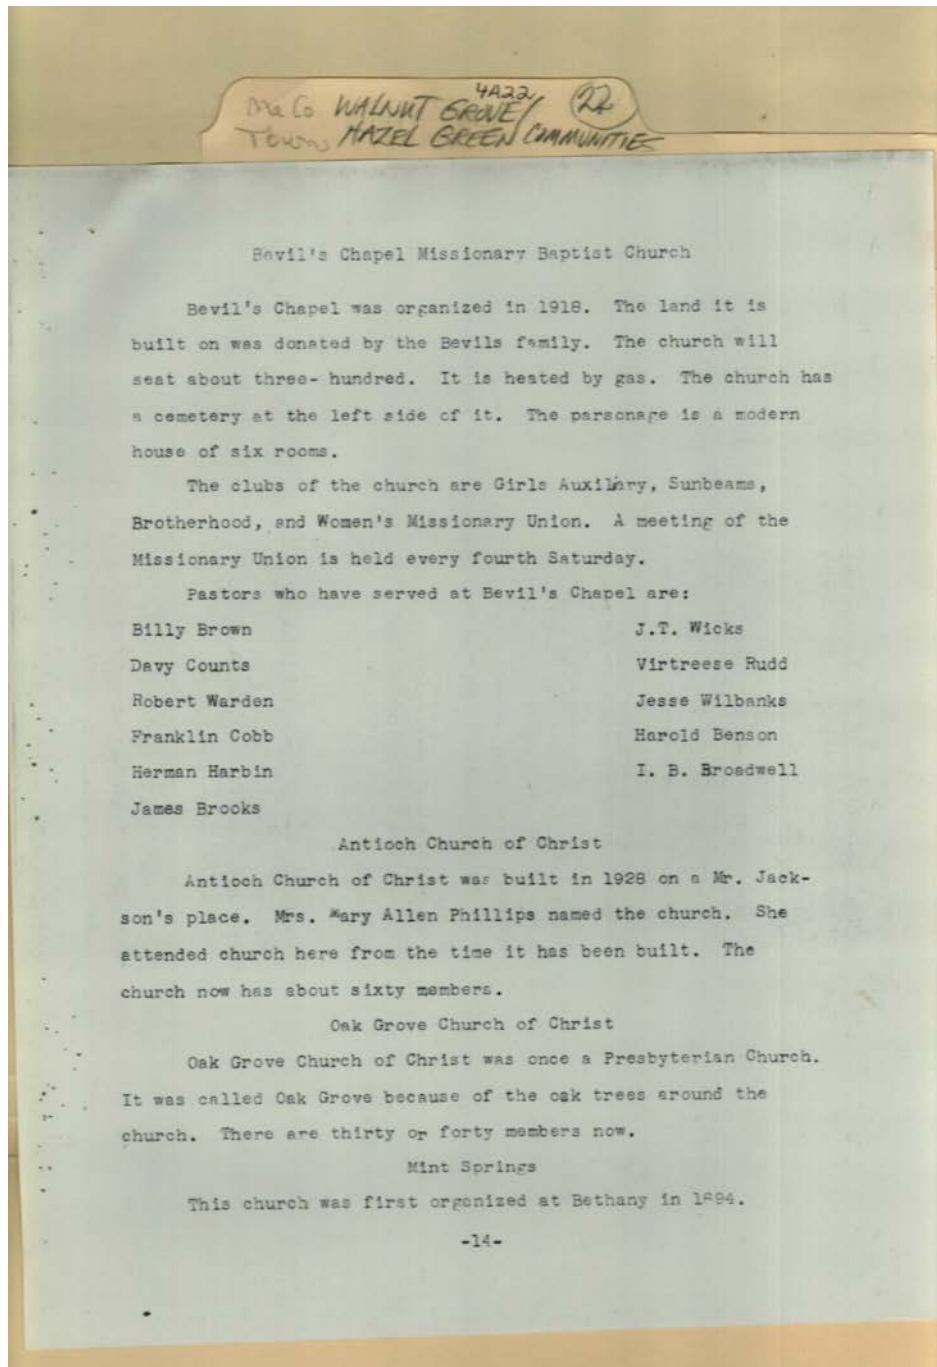 4A22
Ma Co WALNUT GROVE/ 22
Town HAZEL GREEN COMMUNITIES
Bevil's Chapel Missionary Baptist Church
Bevil's Chapel was organized in 1918. The land it is
built on was donated by the Bevils family. The church will
seat about three- hundred. It is heated by gas. The church has
a cemetery at the left side of it. The parsonage is a modern
house of six rooms.
The clubs of the church are Girls Auxilary, Sunbeams,
Brotherhood, and Women's Missionary Union. A meeting of the
Missionary Union is held every fourth Saturday.
Pastors who have served at Bevil's Chapel are:
Billy Brown J.T. Wicks
Davy Counts Virtreese Rudd
Robert Warden Jesse Wilbanks
Franklin Cobb Harold Benson
Herman Harbin I. B. Broadwell
James Brooks
Antioch Church of Christ
Antioch Church of Christ was built in 1928 on a Mr. Jack-
son's place. Mrs. Mary Allen Phillips named the church. She
attended church here from the time it has been built. The
church now has about sixty members.
Oak Grove Church of Christ
Oak Grove Church of Christ was once a Presbyterian Church.
It was called Oak Grove because of the oak trees around the
church. There are thirty or forty members now.
Mint Springs
This church was first organized at Bethany in 1894.
-14-